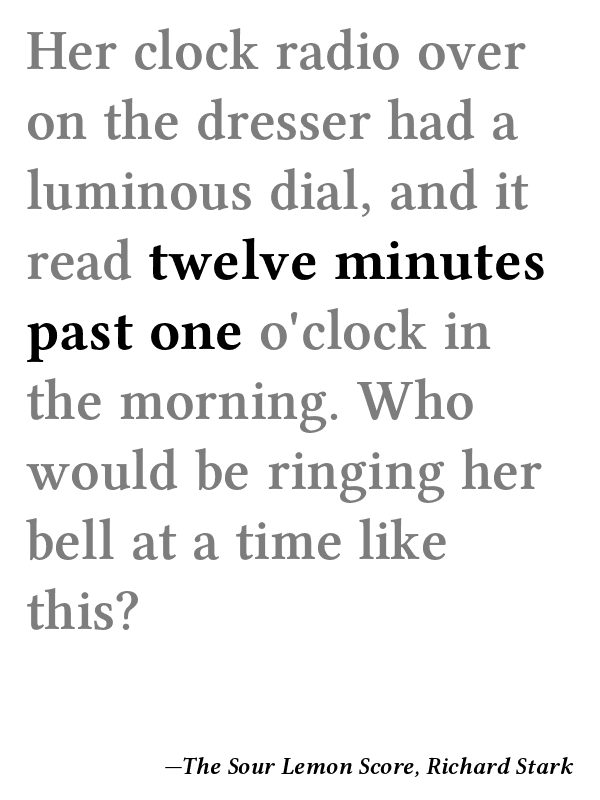 Her clock radio over
on the dresser had a
luminous dial, and it
read twelve minutes
past one o'clock in
the morning. Who
would be ringing her
bell at a time like
this?
—The Sour Lemon Score, Richard Stark